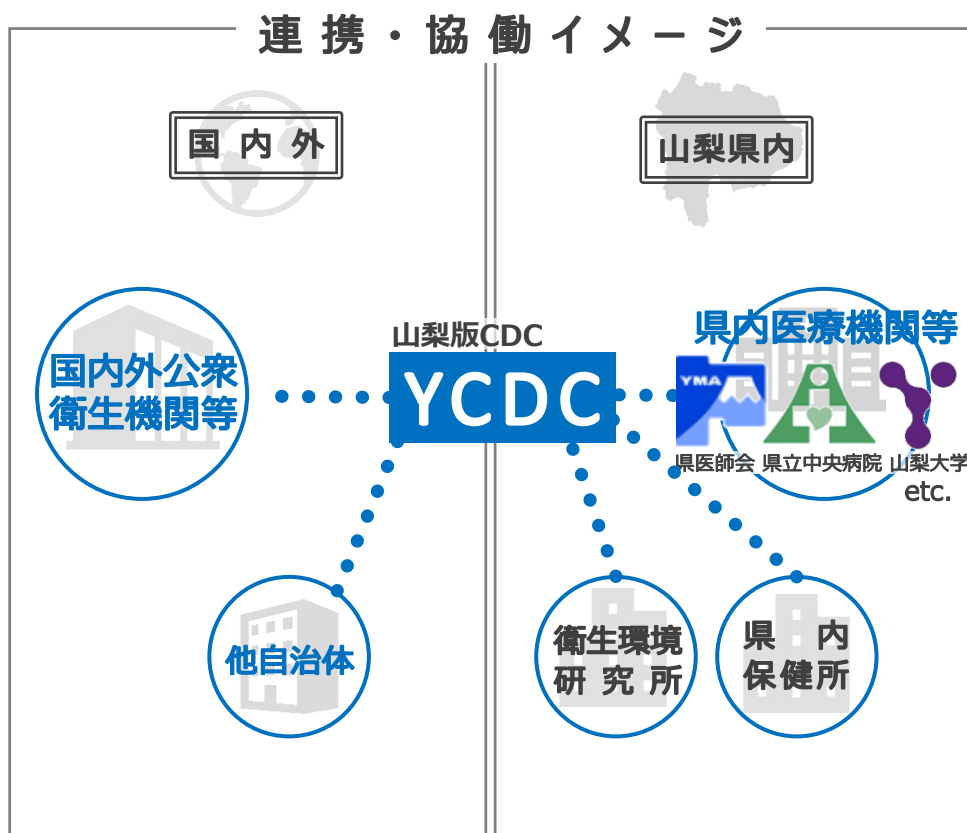 連携・協働イメージ
国内外
山梨県内
国内外公衆
衛生機関等
山梨版CDC
YCDC
県内医療機関等
YMA
県医師会 県立中央病院 山梨大学
etc.
他自治体
衛生環境
研究所
県内
保健所